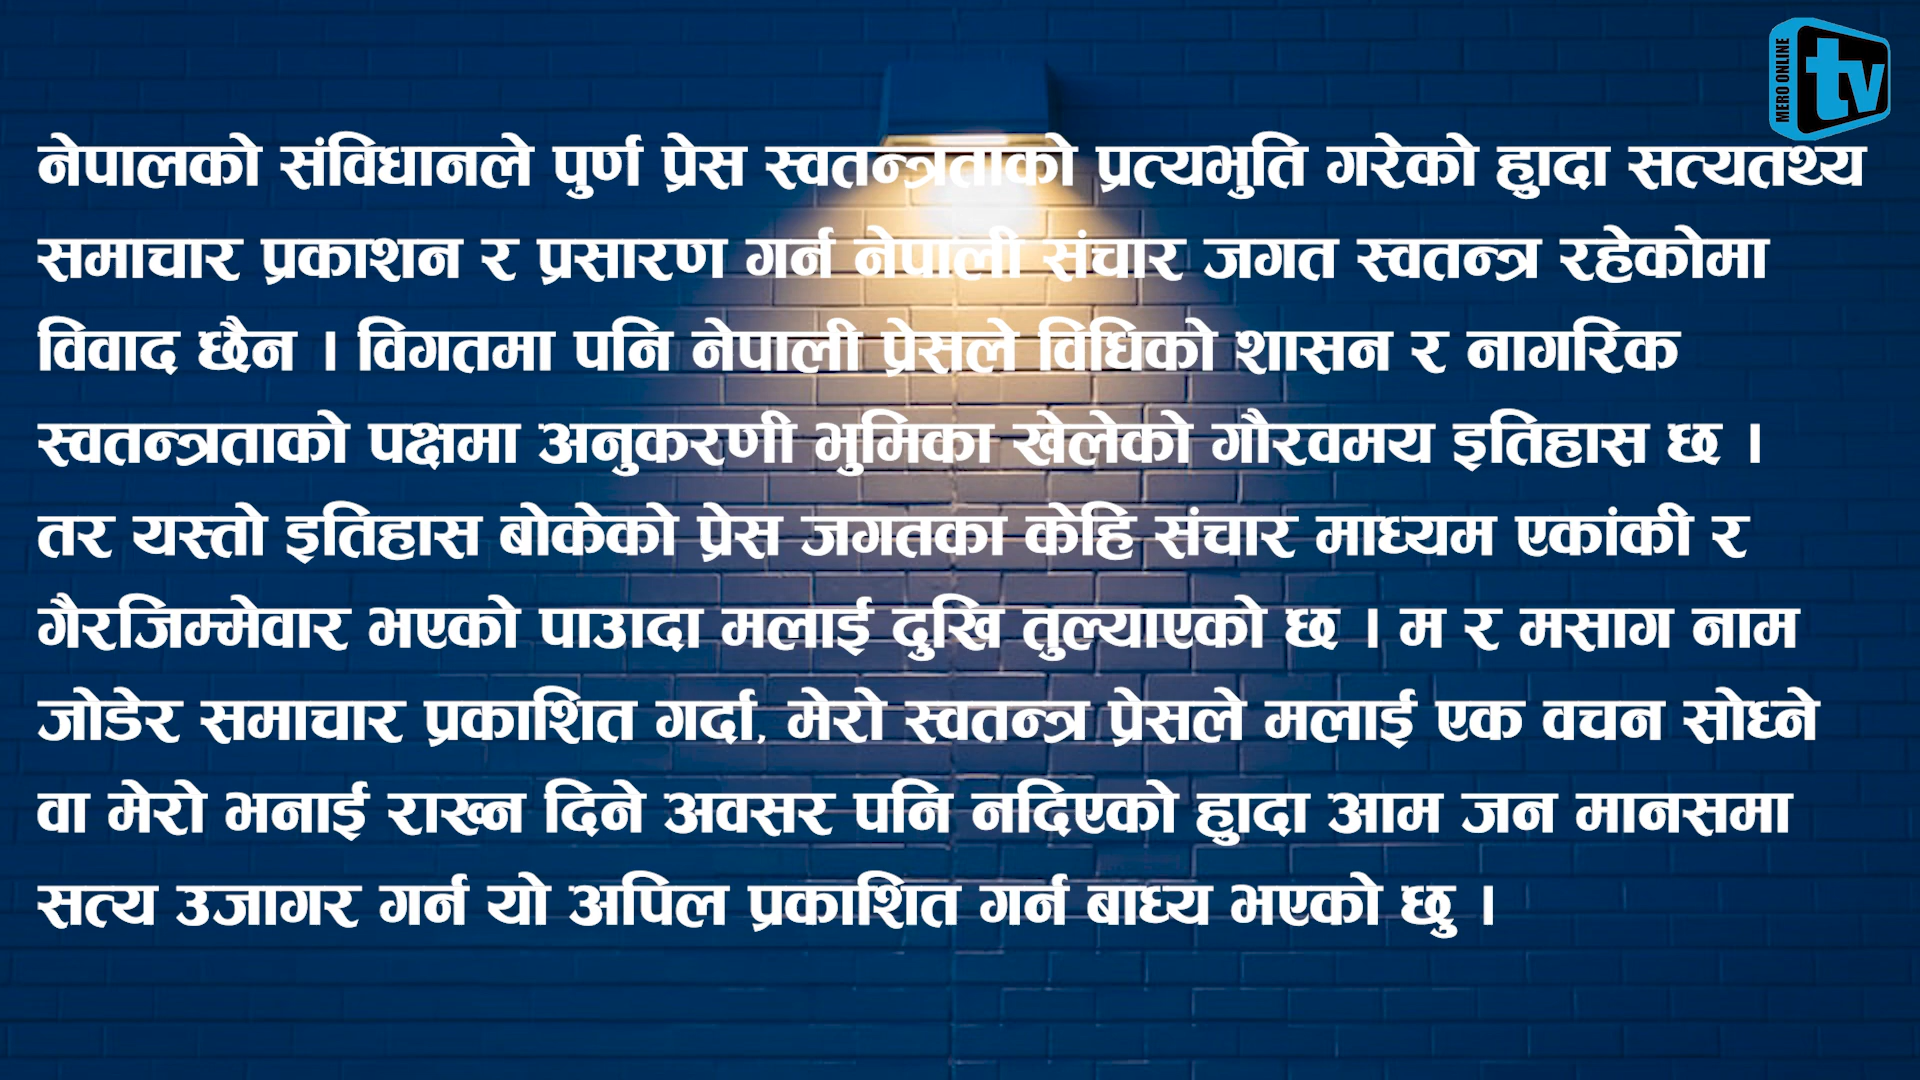 MERO ONLINE tv
नेपालको संविधानले पुर्ण प्रेस स्वतन्त्रताको प्रत्यभुति गरेको हाुदा सत्यतथ्य
समाचार प्रकाशन र प्रसारण गर्न नेपाली संचार जगत स्वतन्त्र रहेकोमा
विवाद छैन । विगतमा पनि नेपाली प्रेसले विधिको शासन र नागरिक
स्वतन्त्रताको पक्षमा अनुकरणी भुमिका खेलेको गौरवमय इतिहास छ ।
तर यस्तो इतिहास बोकेको प्रेस जगतका केहि संचार माध्यम एकांकी र
गैरजिम्मेवार भएको पाउादा मलाई दुखि तुल्याएको छ । म र मसाग नाम
जोडेर समाचार प्रकाशित गर्दा, मेरो स्वतन्त्र प्रेसले मलाई एक वचन सोध्ने
वा मेरो भनाई राख्न दिने अवसर पनि नदिएको हाुदा आम जन मानसमा
सत्य उजागर गर्न यो अपिल प्रकाशित गर्न बाध्य भएको छु ।